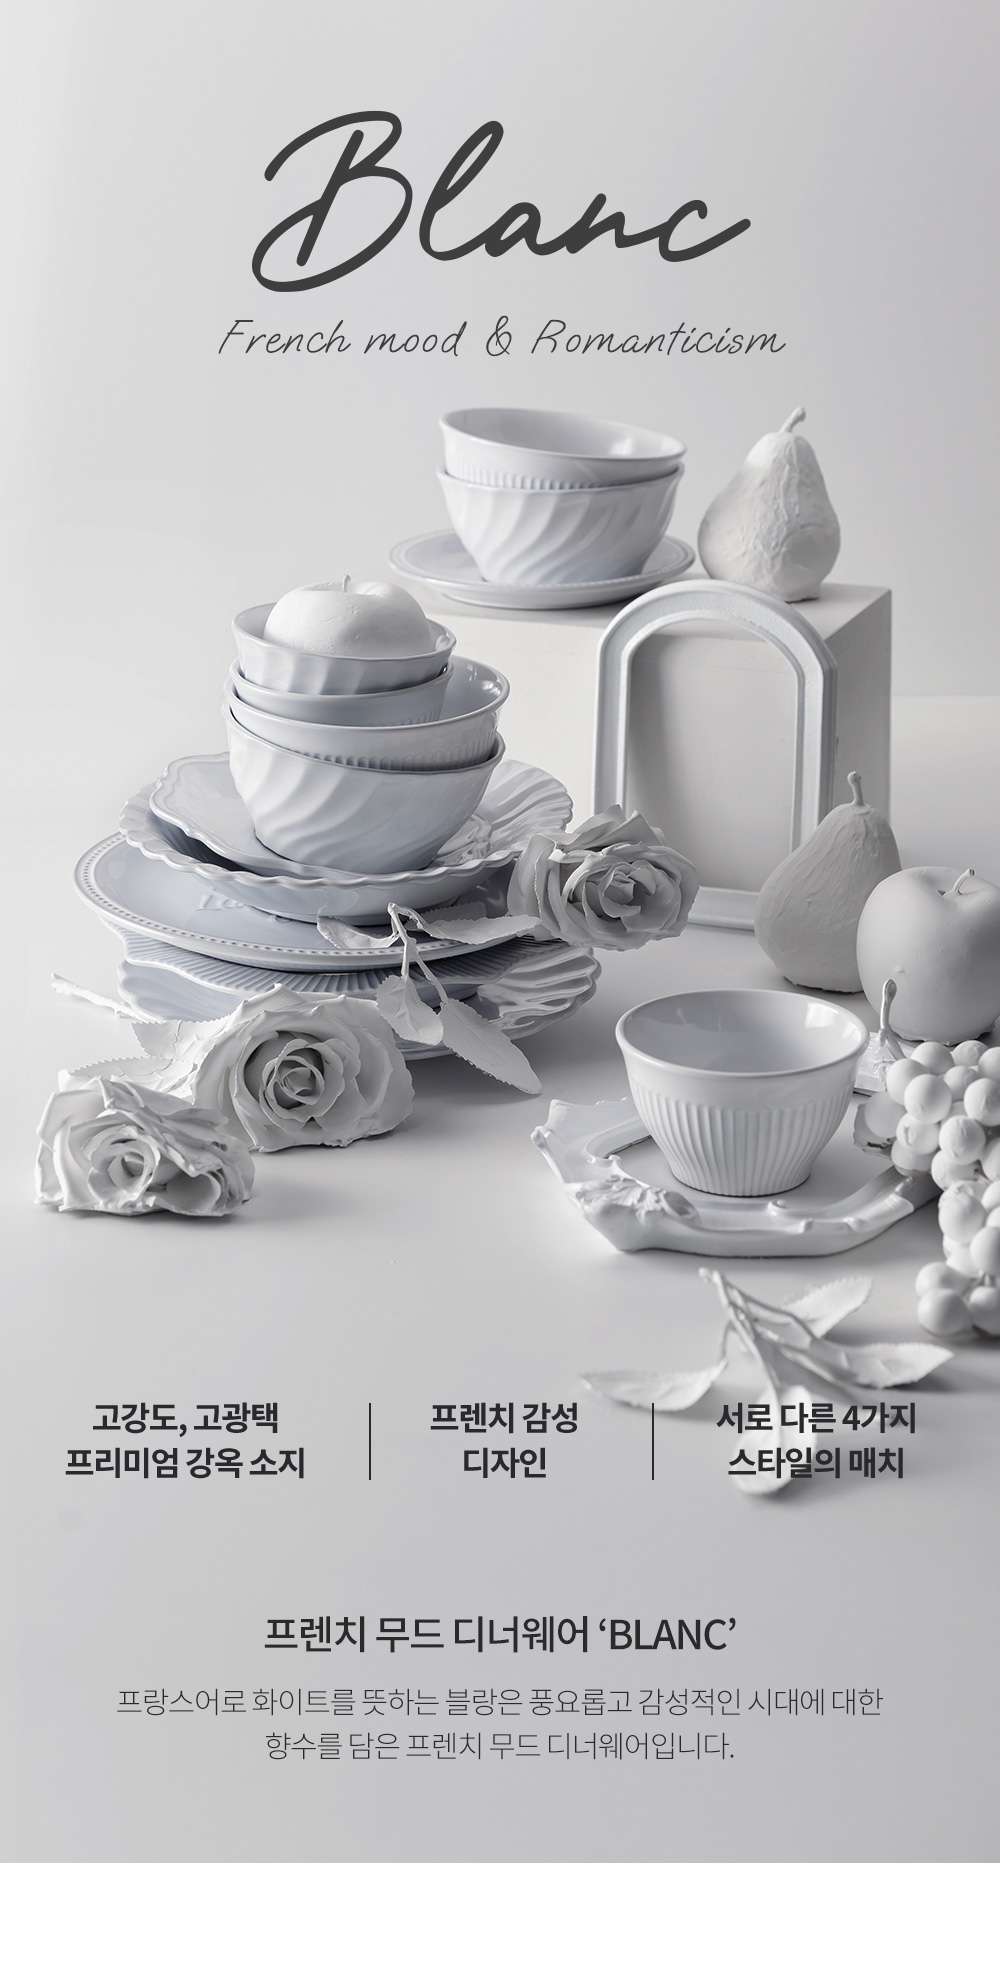 Blanc
French mood & Romanticism
고강도, 고광택
프리미엄 강옥 소지
프렌치 감성
디자인
서로 다른 4가지
스타일의 매치
프렌치 무드 디너웨어 ‘BLANC’
프랑스어로 화이트를 뜻하는 블랑은 풍요롭고 감성적인 시대에 대한
향수를 담은 프렌치 무드 디너웨어입니다.